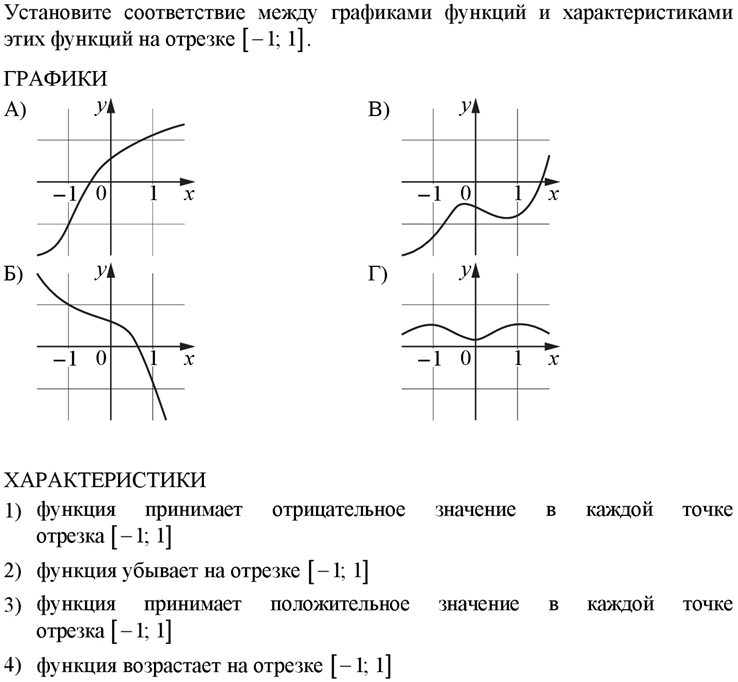 Установите соответствие между графиками функций и характеристиками
этих функций на отрезке [−1; 1].
ГРАФИКИ
А)
y
−1 0 1 x
В)
y
−1 0 1 x
Б)
y
−1 0 1 x
Г)
y
−1 0 1 x
ХАРАКТЕРИСТИКИ
1) функция принимает отрицательное значение в каждой точке
отрезка [−1; 1]
2) функция убывает на отрезке [−1; 1]
3) функция принимает положительное значение в каждой точке
отрезка [−1; 1]
4) функция возрастает на отрезке [−1; 1]